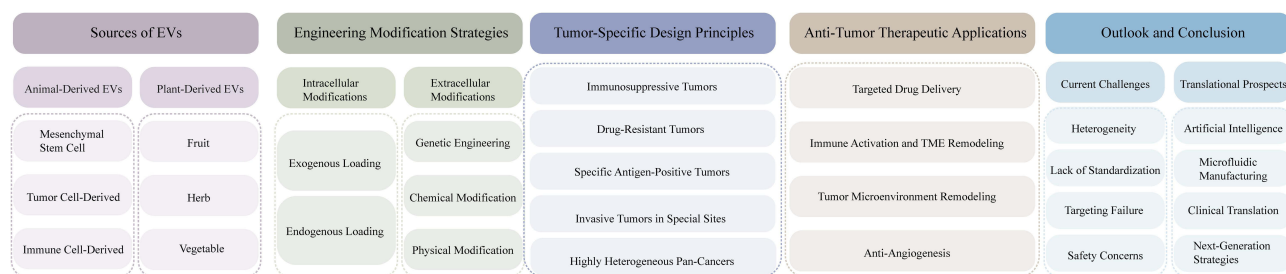 Sources of EVs
Animal-Derived EVs
Plant-Derived EVs
Mesenchymal
Stem Cell
Tumor Cell-Derived
Immune Cell-Derived
Fruit
Herb
Vegetable
Engineering Modification Strategies
Intracellular
Modifications
Extracellular
Modifications
Exogenous Loading
Endogenous Loading
Genetic Engineering
Chemical Modification
Physical Modification
Tumor-Specific Design Principles
Immunosuppressive Tumors
Drug-Resistant Tumors
Specific Antigen-Positive Tumors
Invasive Tumors in Special Sites
Highly Heterogeneous Pan-Cancers
Anti-Tumor Therapeutic Applications
Targeted Drug Delivery
Immune Activation and TME Remodeling
Tumor Microenvironment Remodeling
Anti-Angiogenesis
Outlook and Conclusion
Current Challenges
Translational Prospects
Heterogeneity
Lack of Standardization
Targeting Failure
Safety Concerns
Artificial Intelligence
Microfluidic
Manufacturing
Clinical Translation
Next-Generation
Strategies